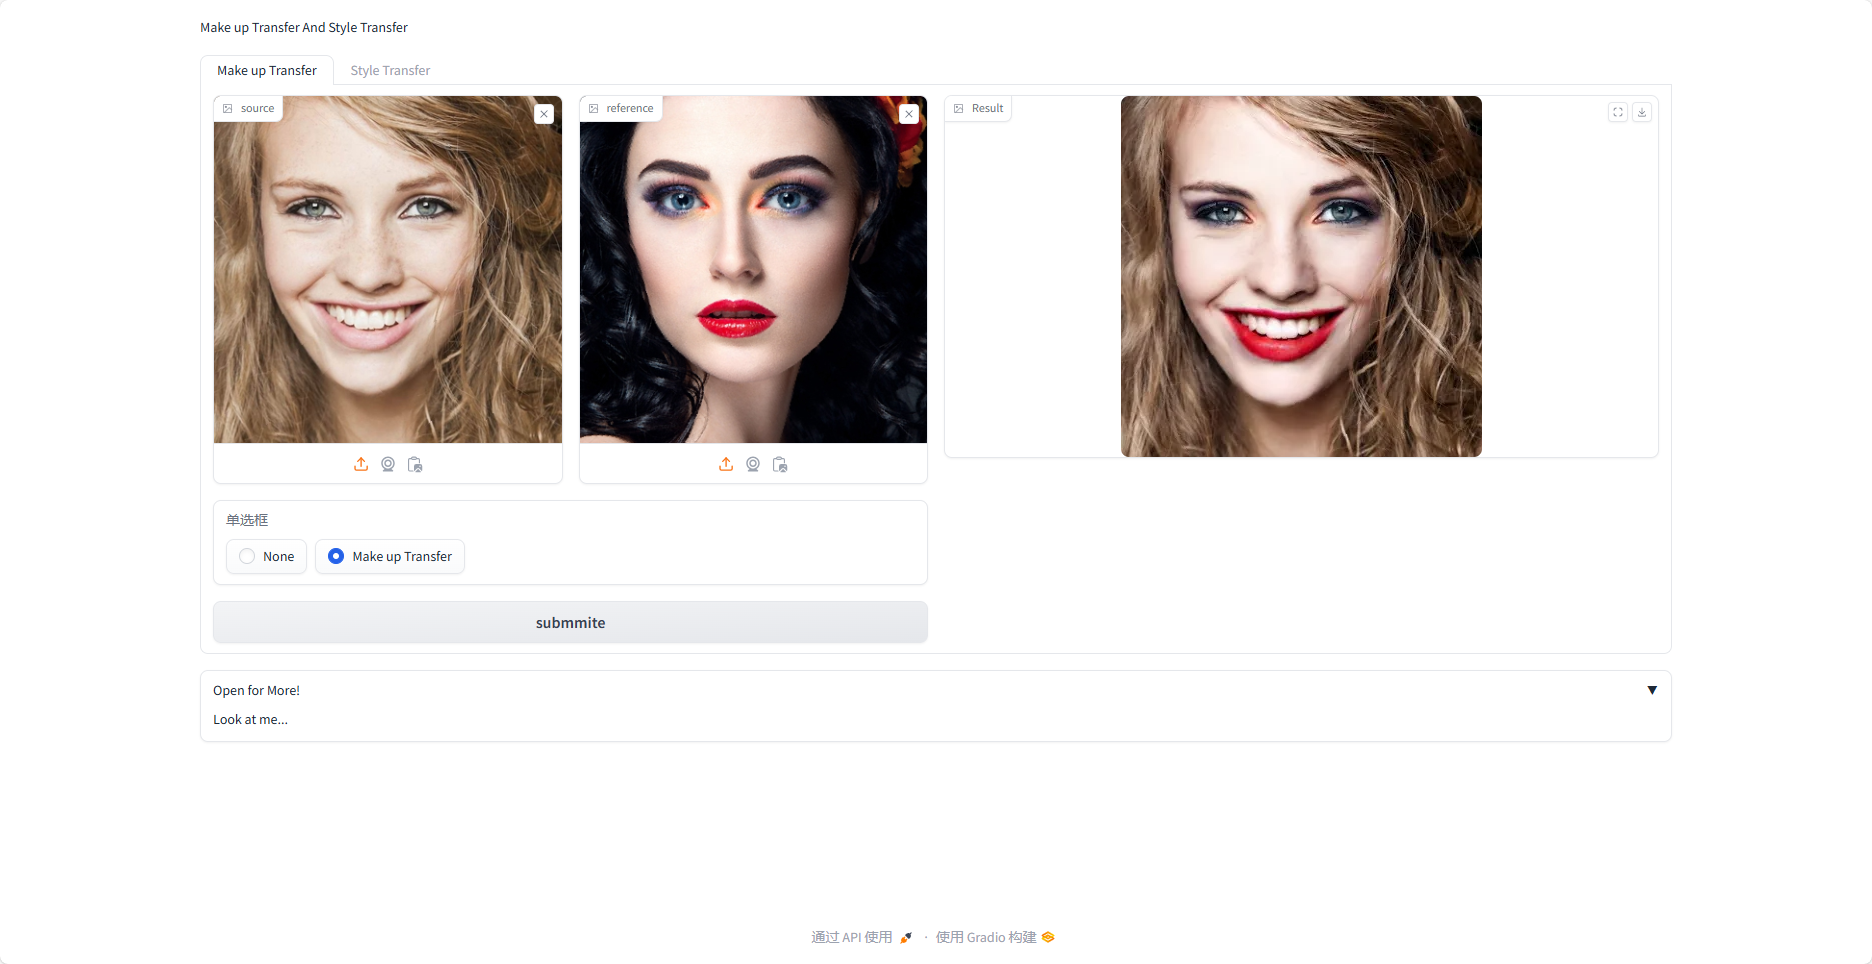 Make up Transfer And Style Transfer
Make up Transfer
Style Transfer
source
reference
Result
单选框
None
Make up Transfer
submmite
Open for More!
▼
Look at me...
通过 API 使用 🚀 · 使用 Gradio 构建